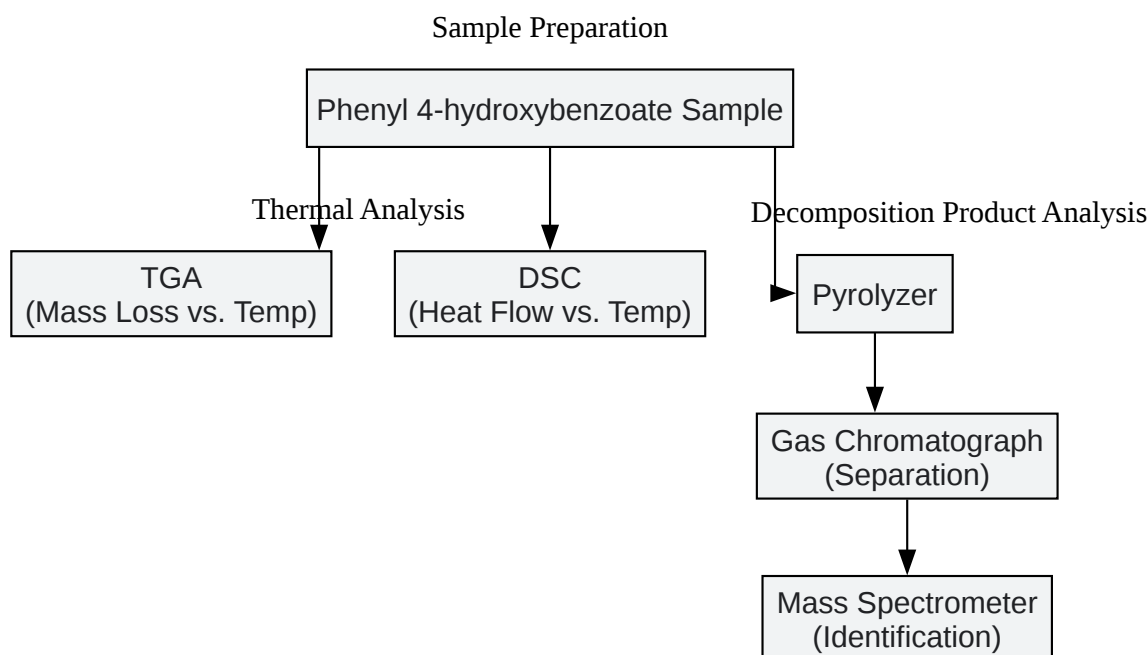 Sample Preparation
Phenyl 4-hydroxybenzoate Sample
Thermal Analysis
Decomposition Product Analysis
TGA
(Mass Loss vs. Temp)
DSC
(Heat Flow vs. Temp)
Pyrolyzer
Gas Chromatograph
(Separation)
Mass Spectrometer
(Identification)